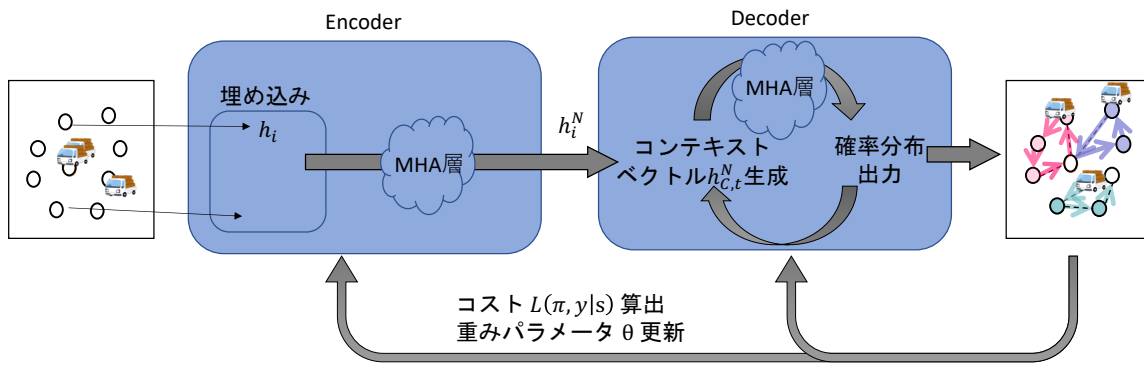 Encoder
Decoder
埋め込み
h_i
MHA層
h_i^N
MHA層
コンテキスト
ベクトルh_{C,t}^N生成
確率分布
出力
コスト L(π, y|s) 算出
重みパラメータ θ 更新